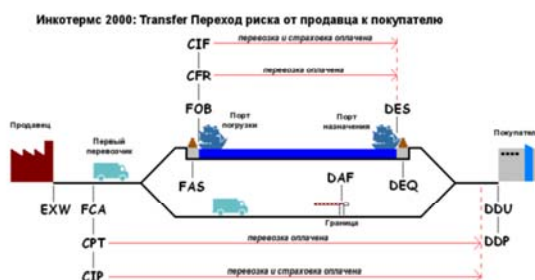 Инкотермс 2000: Transfer Переход риска от продавца к покупателю
CIF
перевозка и страховка оплачена
CFR
перевозка оплачена
FOB
DES
Порт
погрузки
Порт
назначения
Продавец
Первый
перевозчик
Покупатель
FAS
DAF
DEQ
Граница
EXW
FCA
DDU
CPT
перевозка оплачена
DDP
CIP
перевозка и страховка оплачена